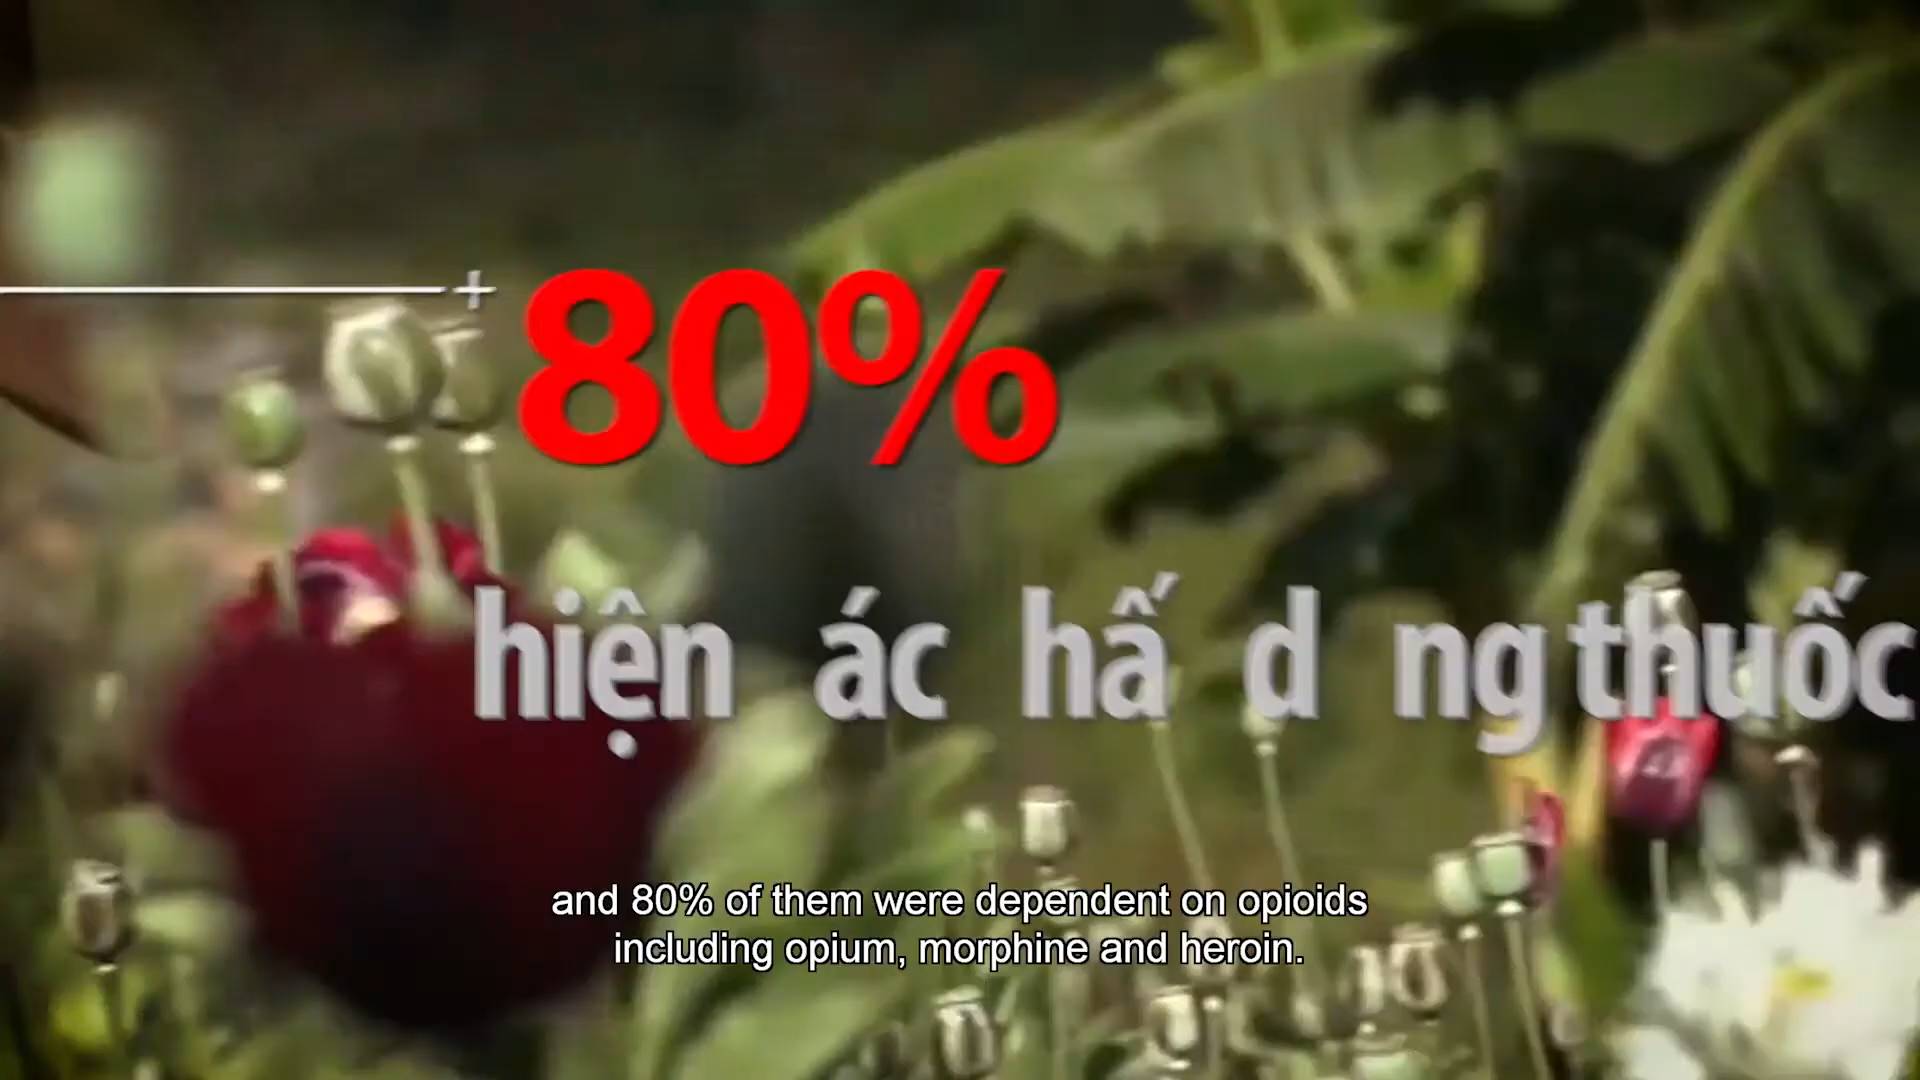 80%
hiện ác hấ d ng thuốc
and 80% of them were dependent on opioids
including opium, morphine and heroin.